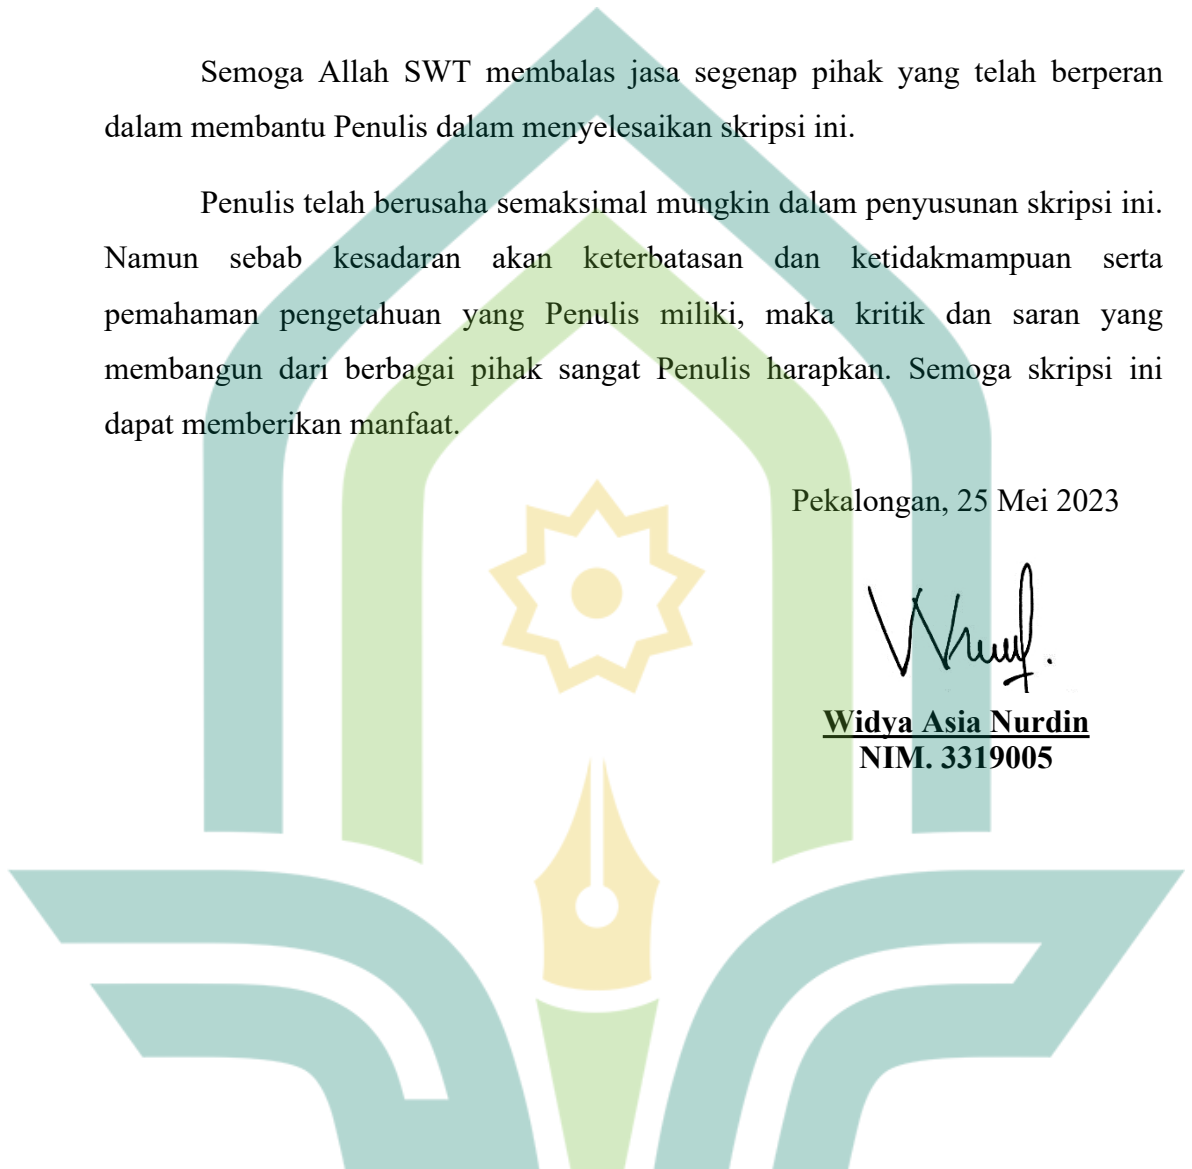 Semoga Allah SWT membalas jasa segenap pihak yang telah berperan
dalam membantu Penulis dalam menyelesaikan skripsi ini.
Penulis telah berusaha semaksimal mungkin dalam penyusunan skripsi ini.
Namun sebab kesadaran akan keterbatasan dan ketidakmampuan serta
pemahaman pengetahuan yang Penulis miliki, maka kritik dan saran yang
membangun dari berbagai pihak sangat Penulis harapkan. Semoga skripsi ini
dapat memberikan manfaat.
Pekalongan, 25 Mei 2023
Widya Asia Nurdin
NIM. 3319005